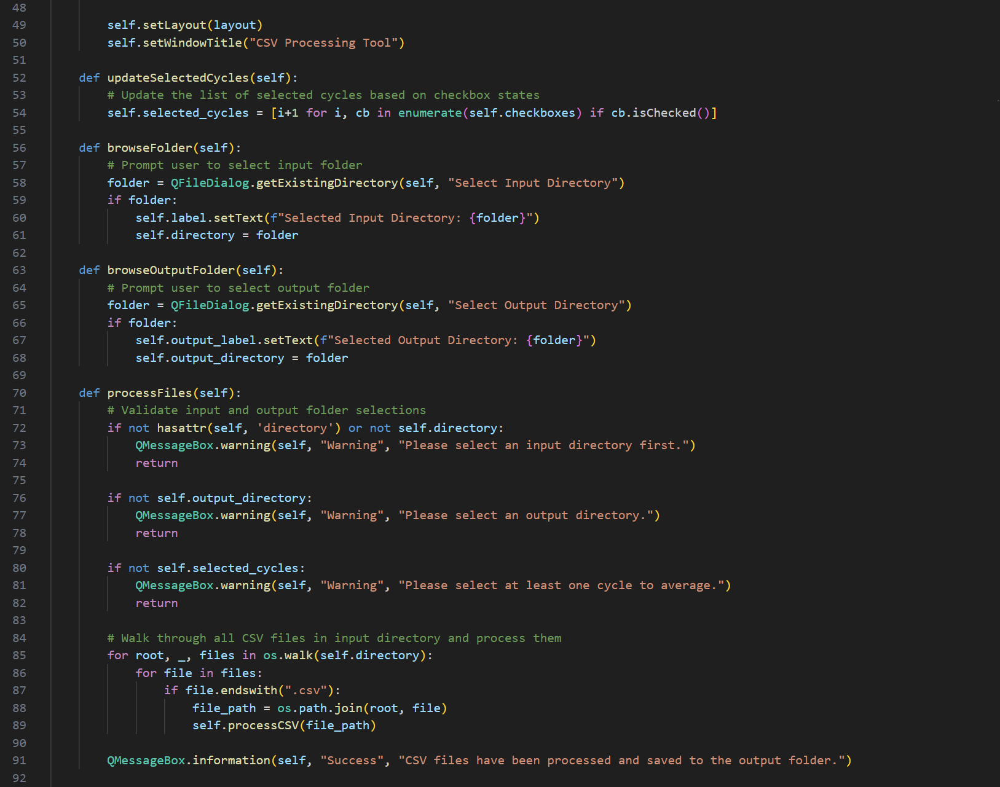 48
49 self.setLayout(layout)
50 self.setWindowTitle("CSV Processing Tool")
51
52 def updateSelectedCycles(self):
53 # Update the list of selected cycles based on checkbox states
54 self.selected_cycles = [i+1 for i, cb in enumerate(self.checkboxes) if cb.isChecked()]
55
56 def browseFolder(self):
57 # Prompt user to select input folder
58 folder = QFileDialog.getExistingDirectory(self, "Select Input Directory")
59 if folder:
60 self.label.setText(f"Selected Input Directory: {folder}")
61 self.directory = folder
62
63 def browseOutputFolder(self):
64 # Prompt user to select output folder
65 folder = QFileDialog.getExistingDirectory(self, "Select Output Directory")
66 if folder:
67 self.output_label.setText(f"Selected Output Directory: {folder}")
68 self.output_directory = folder
69
70 def processFiles(self):
71 # Validate input and output folder selections
72 if not hasattr(self, 'directory') or not self.directory:
73 QMessageBox.warning(self, "Warning", "Please select an input directory first.")
74 return
75
76 if not self.output_directory:
77 QMessageBox.warning(self, "Warning", "Please select an output directory.")
78 return
79
80 if not self.selected_cycles:
81 QMessageBox.warning(self, "Warning", "Please select at least one cycle to average.")
82 return
83
84 # Walk through all CSV files in input directory and process them
85 for root, _, files in os.walk(self.directory):
86 for file in files:
87 if file.endswith(".csv"):
88 file_path = os.path.join(root, file)
89 self.processCSV(file_path)
90
91 QMessageBox.information(self, "Success", "CSV files have been processed and saved to the output folder.")
92